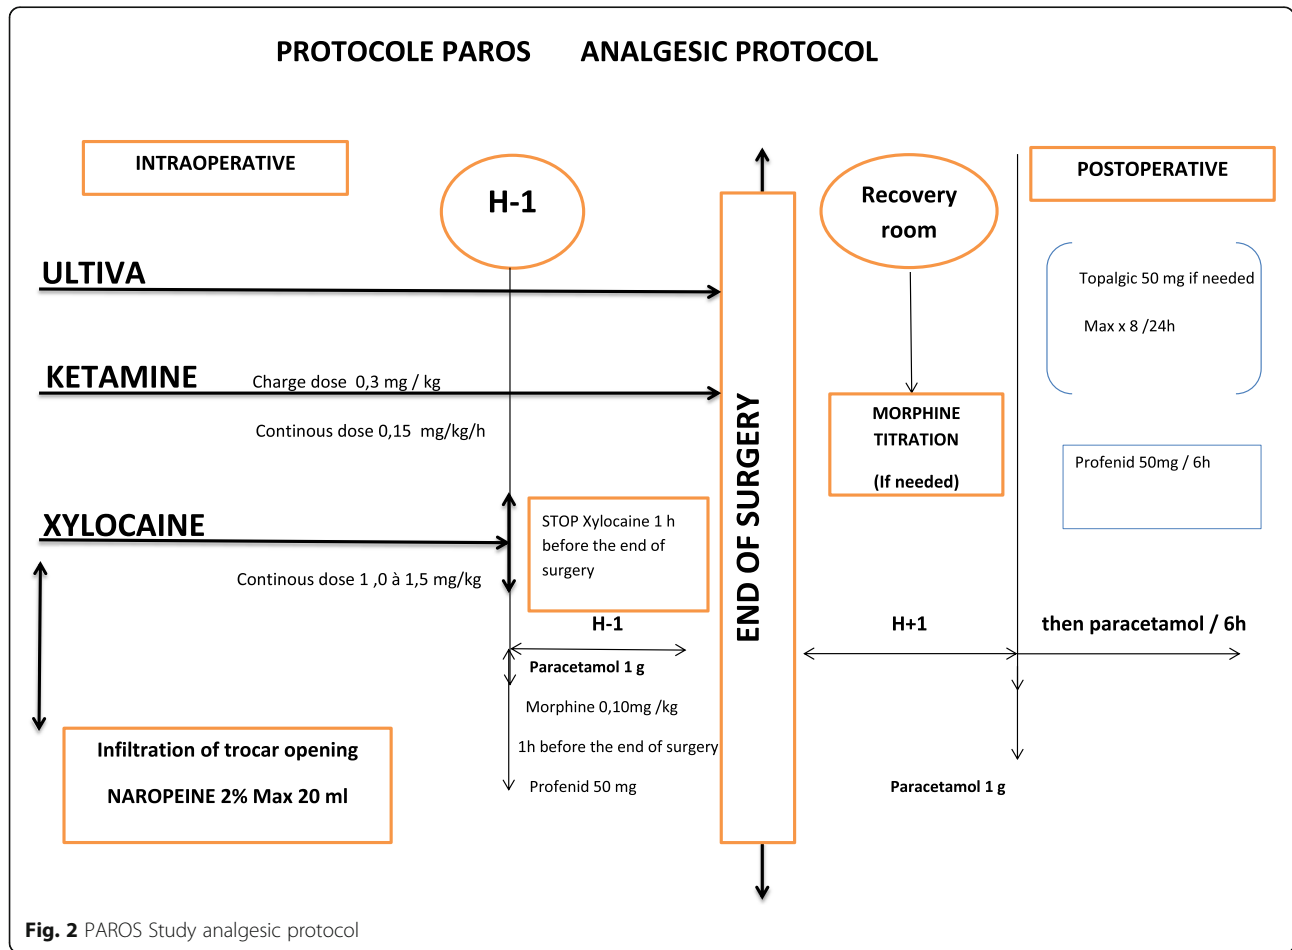 PROTOCOLE PAROS ANALGESIC PROTOCOL
INTRAOPERATIVE
H-1
Recovery
room
POSTOPERATIVE
ULTIVA
Topalgic 50 mg if needed
Max x 8 /24h
KETAMINE
Charge dose 0,3 mg / kg
Continous dose 0,15 mg/kg/h
END OF SURGERY
MORPHINE
TITRATION
(If needed)
Profenid 50mg / 6h
XYLOCAINE
Continous dose 1 ,0 à 1,5 mg/kg
STOP Xylocaine 1 h
before the end of
surgery
H-1
H+1
then paracetamol / 6h
Paracetamol 1 g
Morphine 0,10mg /kg
1h before the end of surgery
Profenid 50 mg
Paracetamol 1 g
Infiltration of trocar opening
NAROPEINE 2% Max 20 ml
Fig. 2 PAROS Study analgesic protocol